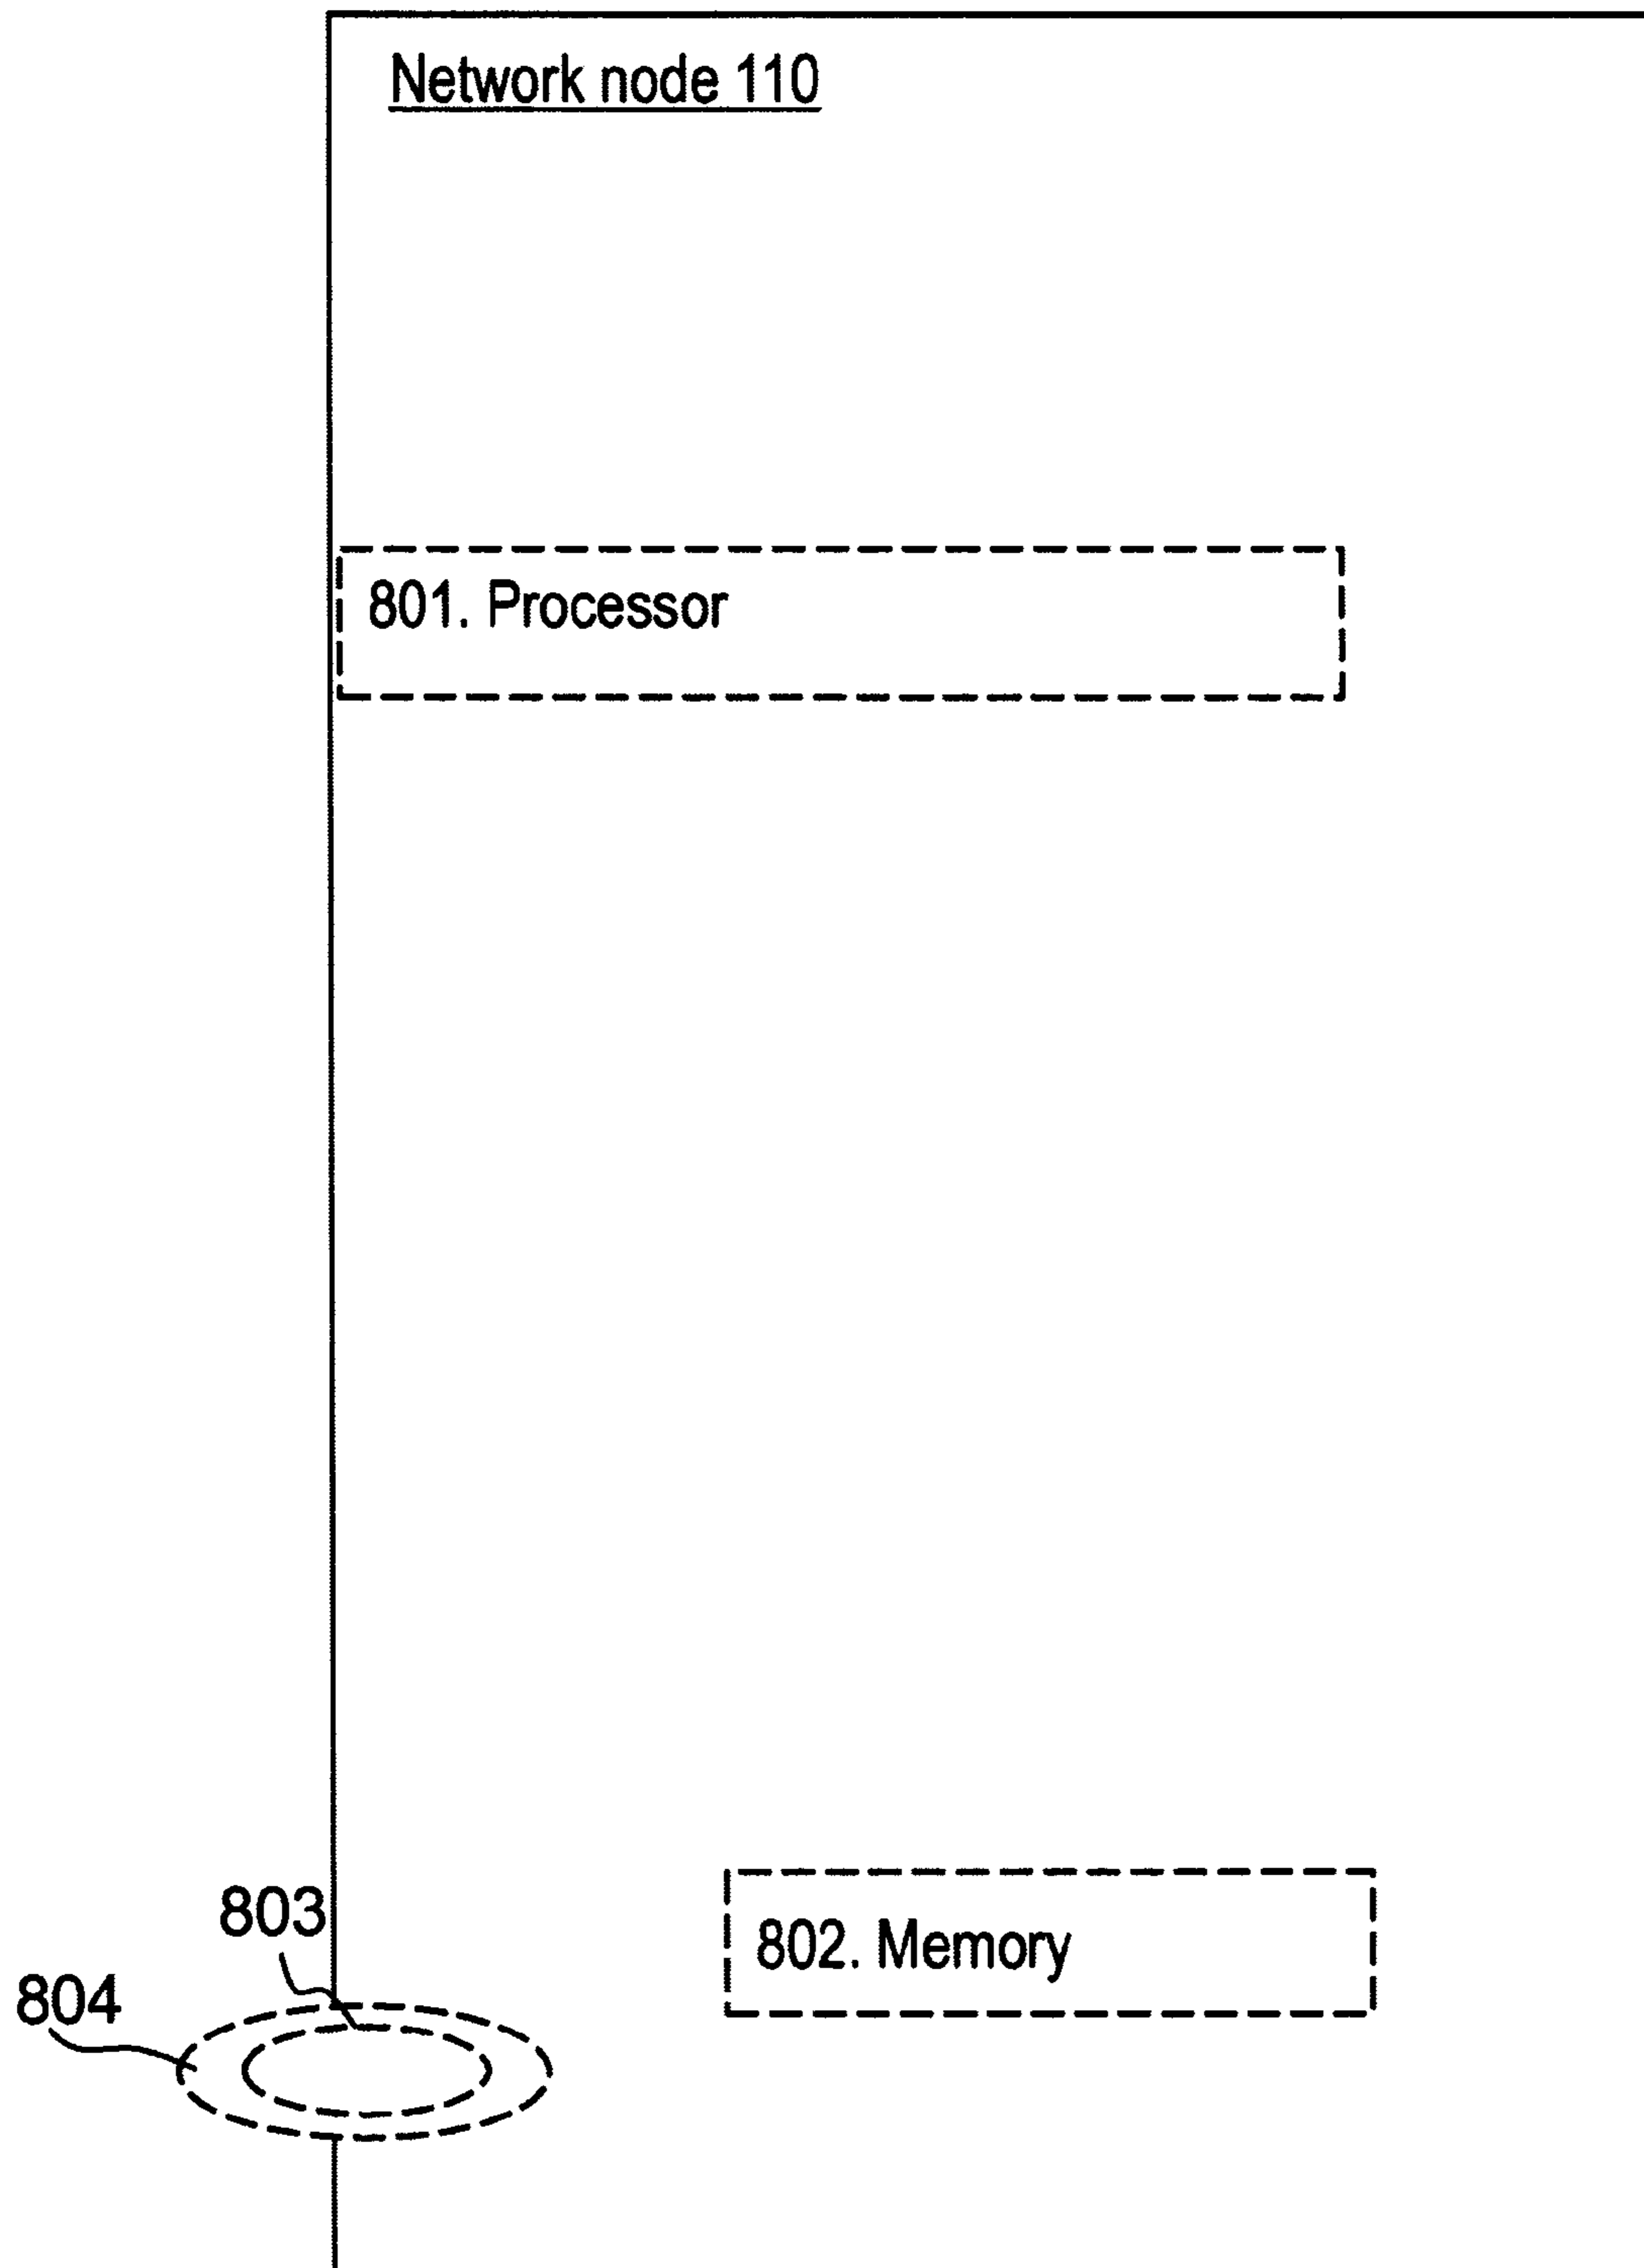 Network node 110
801. Processor
803
802. Memory
804